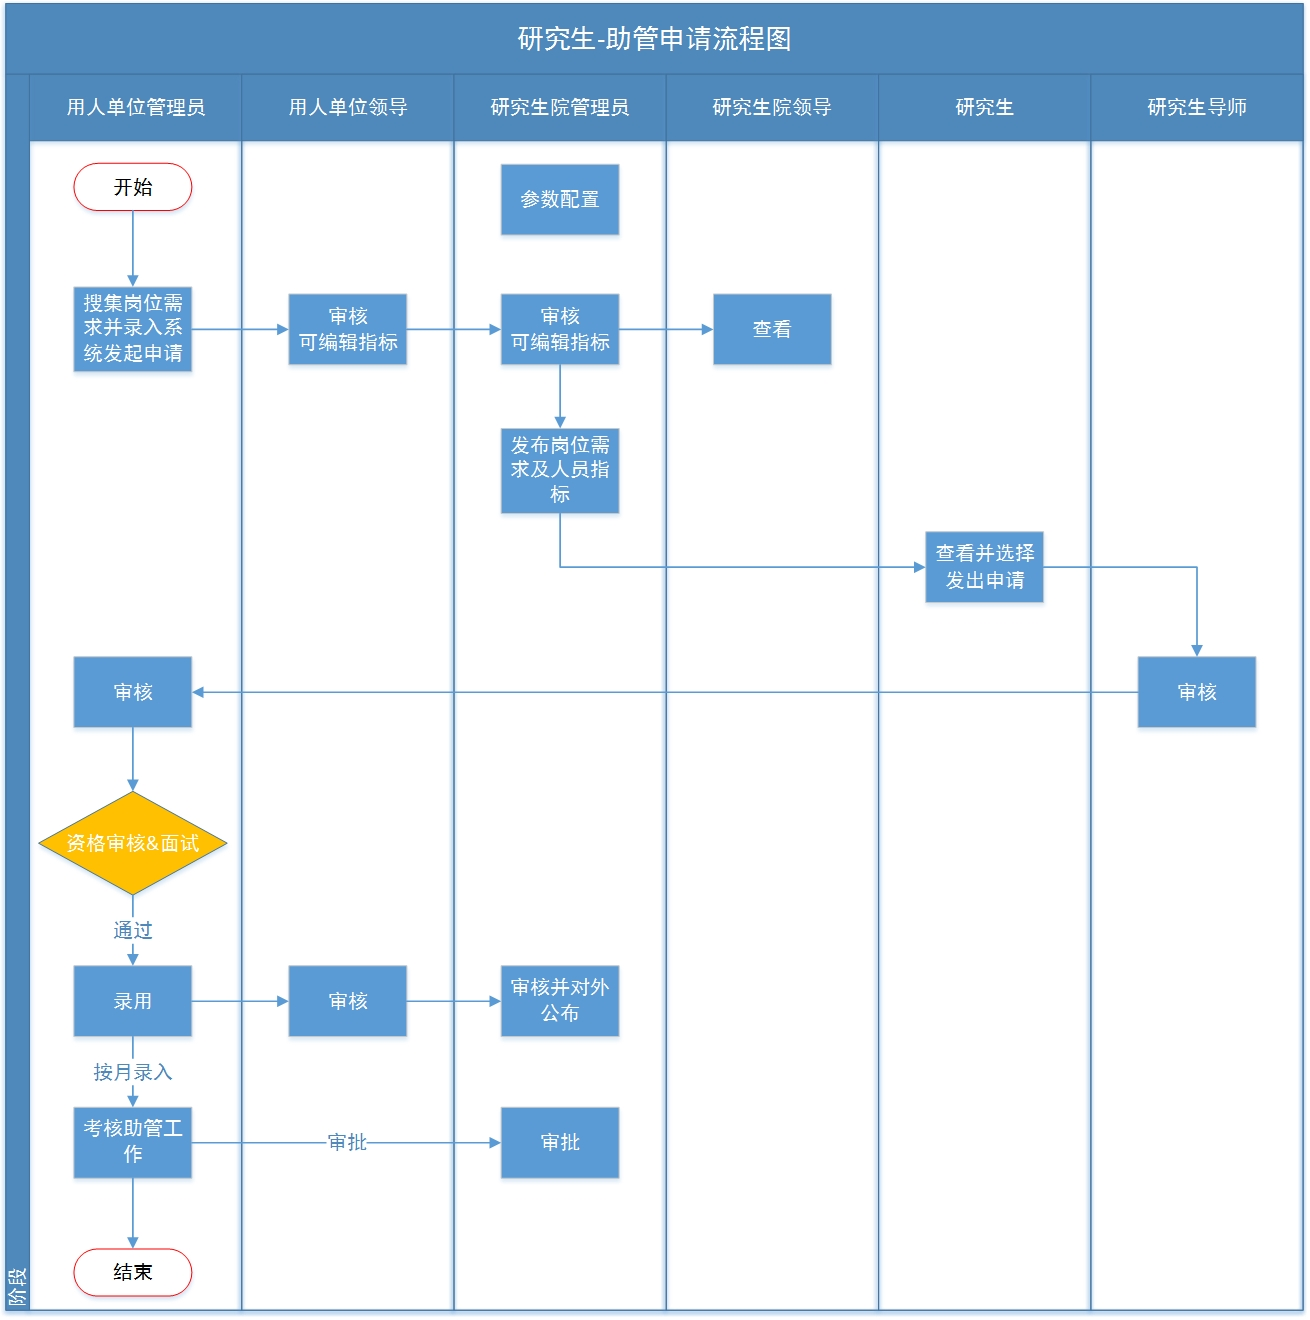 研究生-助管申请流程图
用人单位管理员
用人单位领导
研究生院管理员
研究生院领导
研究生
研究生导师
开始
参数配置
搜集岗位需
求并录入系
统发起申请
审核
可编辑指标
审核
可编辑指标
查看
发布岗位需
求及人员指
标
查看并选择
发出申请
审核
审核
资格审核&面试
通过
录用
审核
审核并对外
公布
按月录入
考核助管工
作
审批
审批
结束
阶段